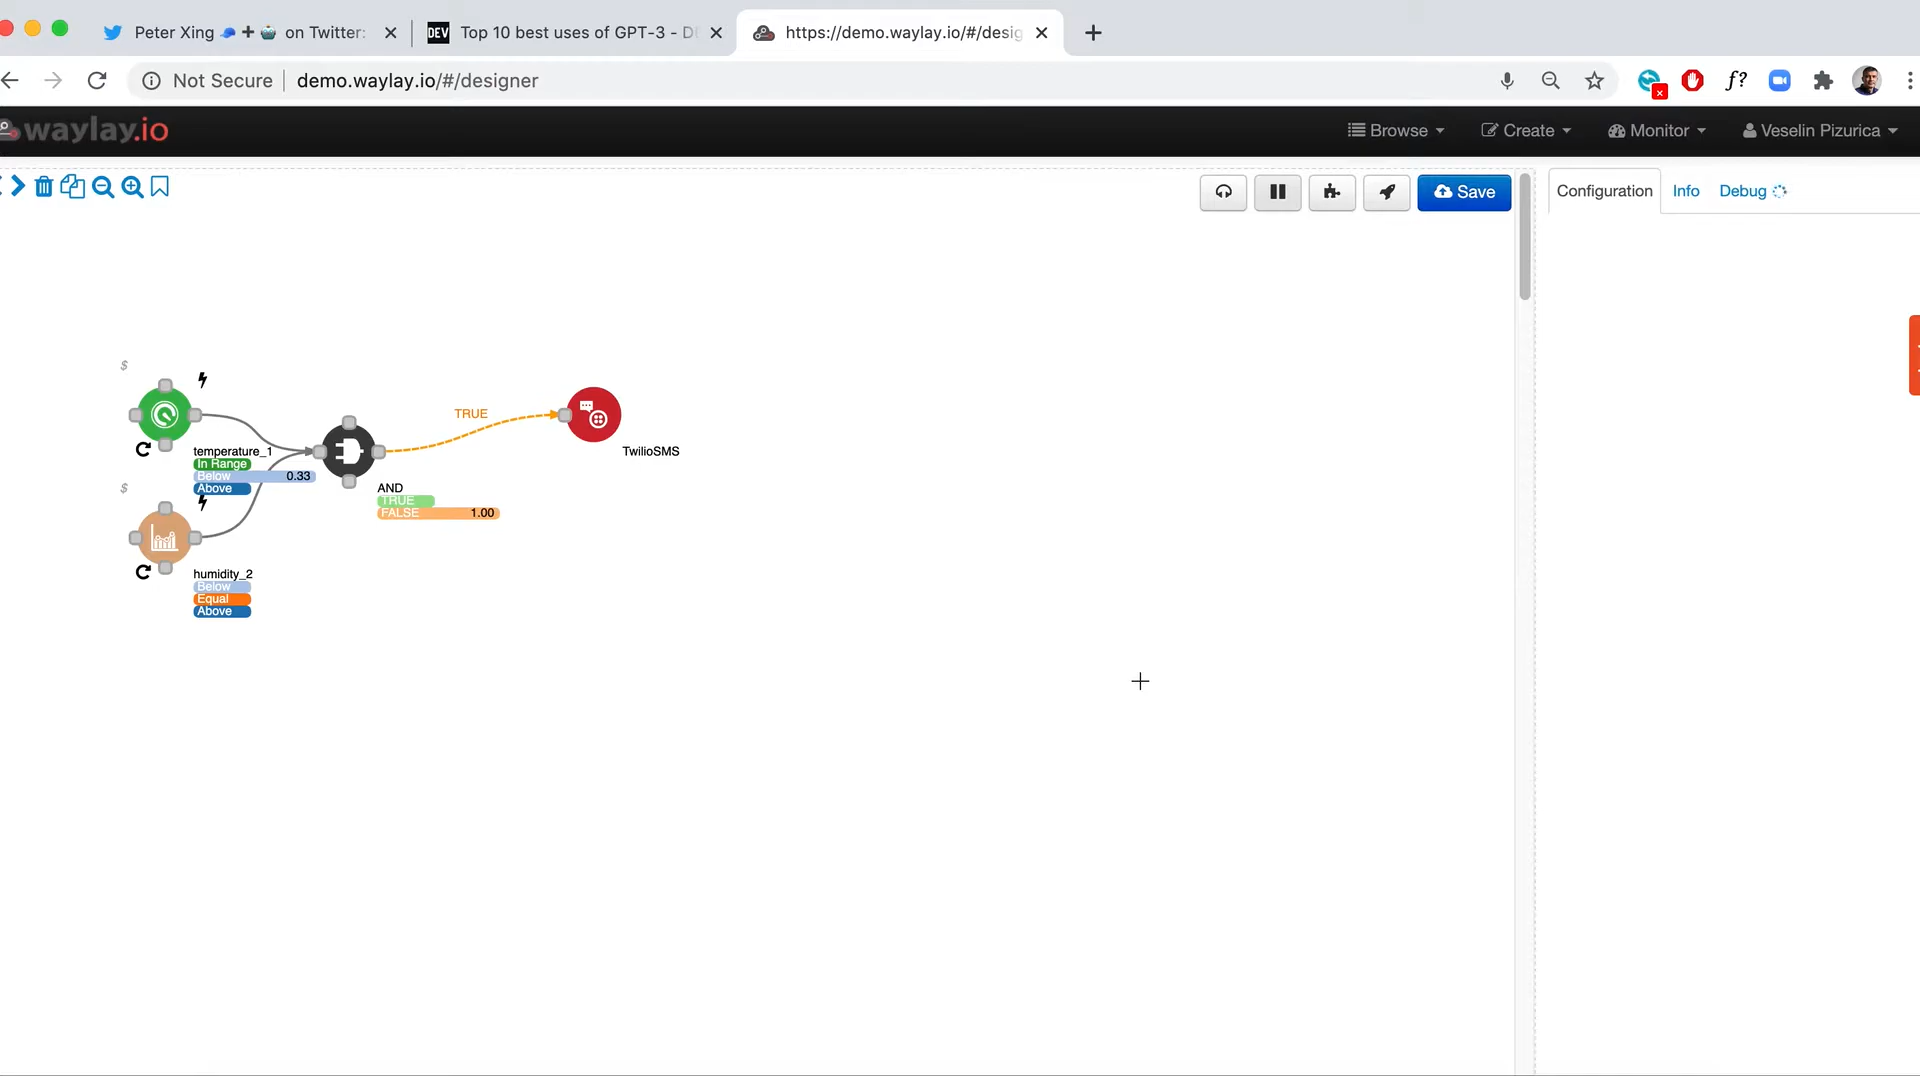 Peter Xing 🧢 + 🤖 on Twitter:
DEV Top 10 best uses of GPT-3 - D
https://demo.waylay.io/#/desig
Not Secure demo.waylay.io/#/designer
f?
waylay.io
Browse
Create
Monitor
Veselin Pizurica
Save
Configuration
Info
Debug
$
TRUE
temperature_1
In Range
Below 0.33
Above
TwilioSMS
$
AND
TRUE
FALSE 1.00
humidity_2
Below
Equal
Above